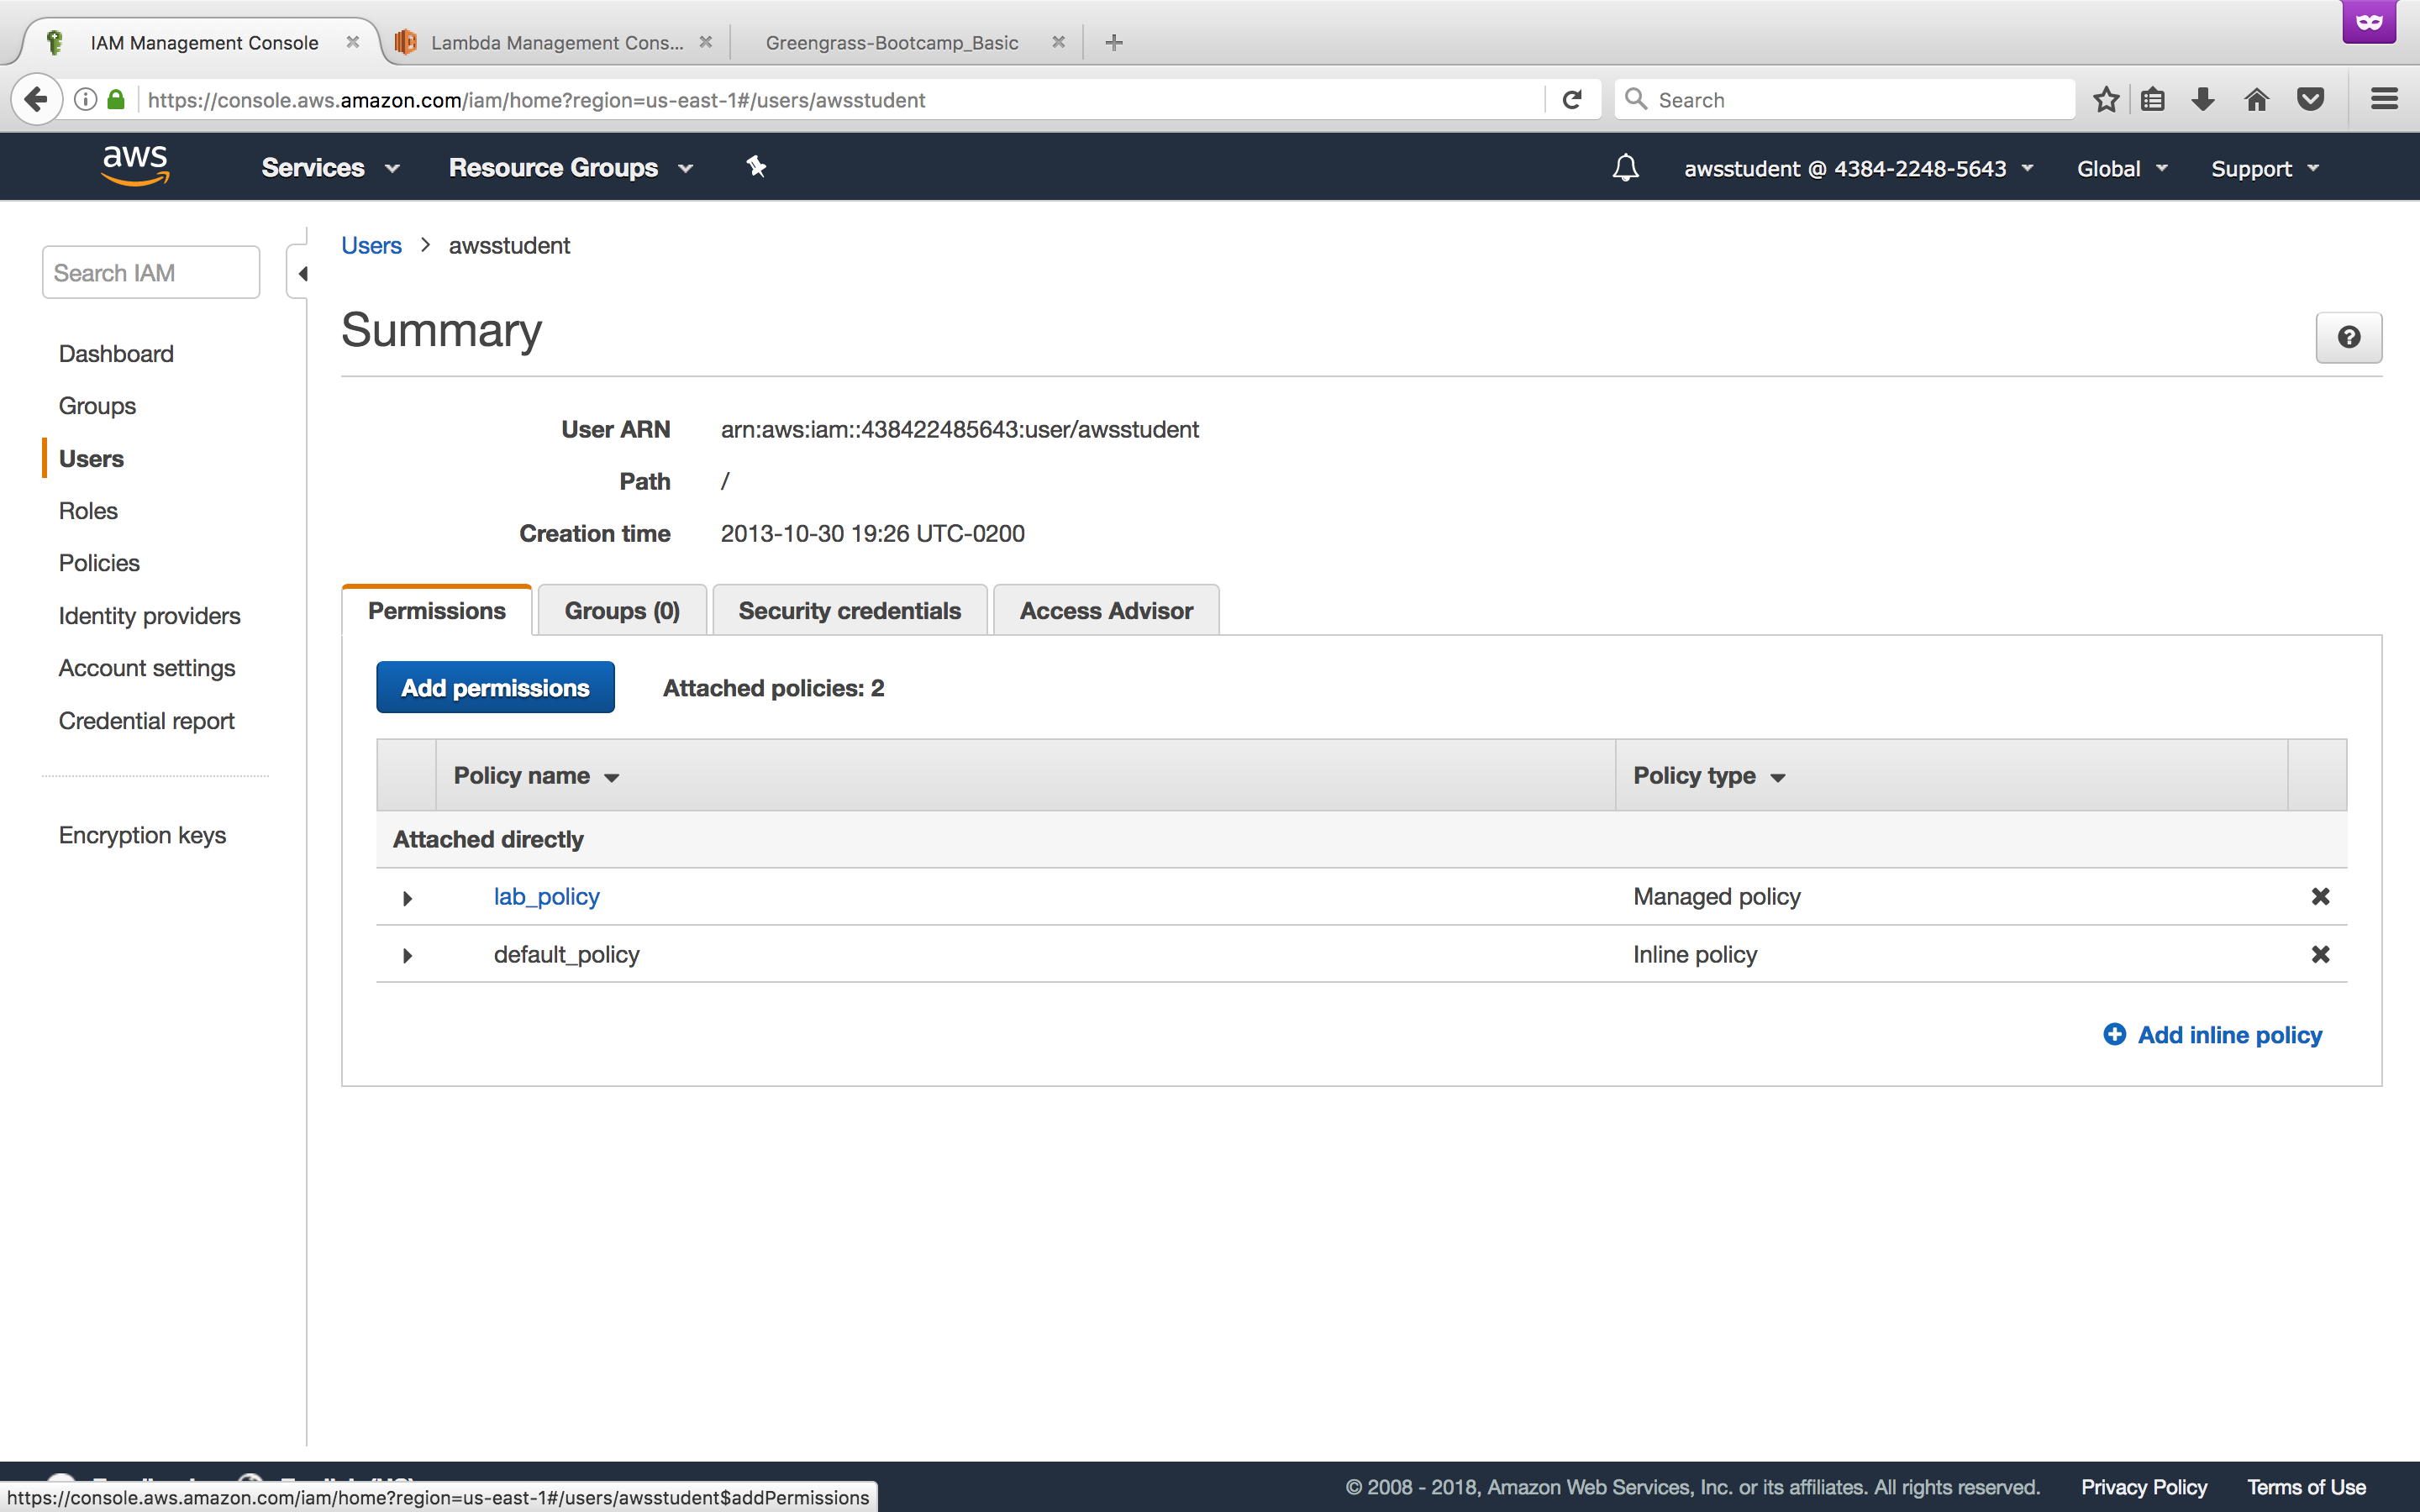 IAM Management Console
Lambda Management Cons...
Greengrass-Bootcamp_Basic
https://console.aws.amazon.com/iam/home?region=us-east-1#/users/awsstudent
Search
aws
Services
Resource Groups
awsstudent @ 4384-2248-5643
Global
Support
Search IAM
Dashboard
Groups
Users
Roles
Policies
Identity providers
Account settings
Credential report
Encryption keys
Users > awsstudent
Summary
User ARN arn:aws:iam::438422485643:user/awsstudent
Path /
Creation time 2013-10-30 19:26 UTC-0200
Permissions
Groups (0)
Security credentials
Access Advisor
Add permissions
Attached policies: 2
Policy name
Policy type
Attached directly
lab_policy Managed policy
default_policy Inline policy
Add inline policy
© 2008 - 2018, Amazon Web Services, Inc. or its affiliates. All rights reserved.
Privacy Policy
Terms of Use
https://console.aws.amazon.com/iam/home?region=us-east-1#/users/awsstudent$addPermissions